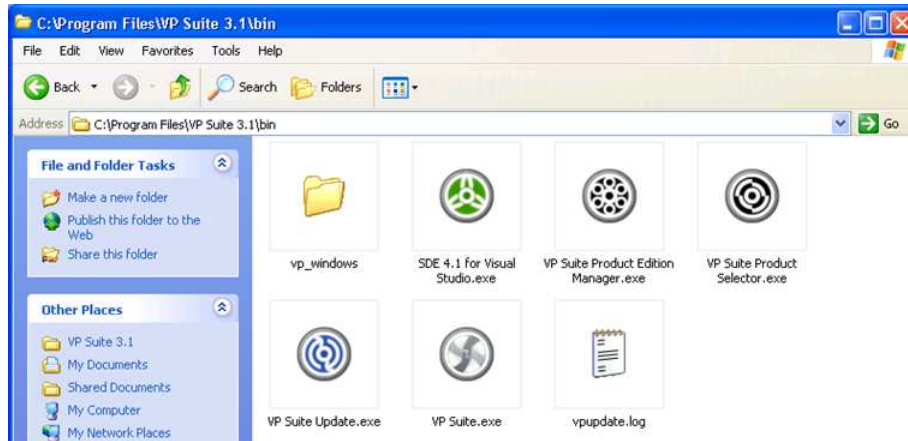 C:\Program Files\VP Suite 3.1\bin
File Edit View Favorites Tools Help
Back Search Folders
Address C:\Program Files\VP Suite 3.1\bin Go
File and Folder Tasks
Make a new folder
Publish this folder to the
Web
Share this folder
Other Places
VP Suite 3.1
My Documents
Shared Documents
My Computer
My Network Places
vp_windows
SDE 4.1 for Visual
Studio.exe
VP Suite Product Edition
Manager.exe
VP Suite Product
Selector.exe
VP Suite Update.exe
VP Suite.exe
vpupdate.log